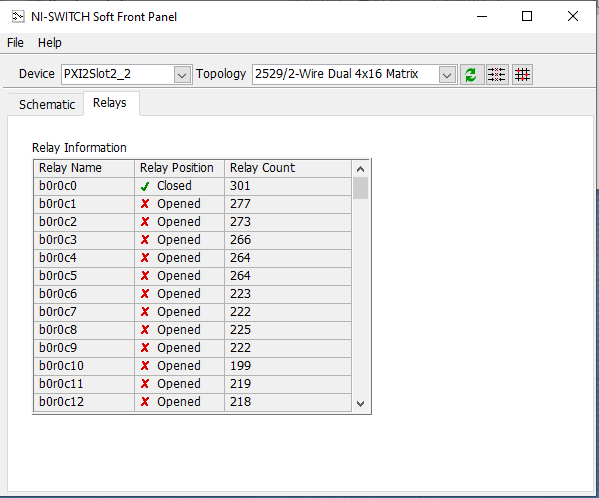 NI-SWITCH Soft Front Panel
File Help
Device PXI2Slot2_2 Topology 2529/2-Wire Dual 4x16 Matrix
Schematic Relays
Relay Information
Relay Name Relay Position Relay Count
b0r0c0 Closed 301
b0r0c1 Opened 277
b0r0c2 Opened 273
b0r0c3 Opened 266
b0r0c4 Opened 264
b0r0c5 Opened 264
b0r0c6 Opened 223
b0r0c7 Opened 222
b0r0c8 Opened 225
b0r0c9 Opened 222
b0r0c10 Opened 199
b0r0c11 Opened 219
b0r0c12 Opened 218